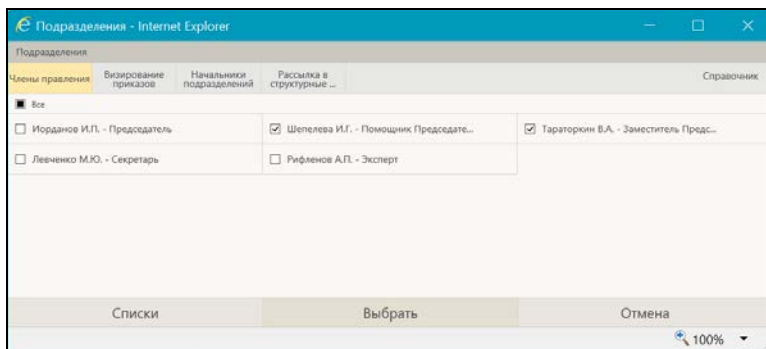 Подразделения - Internet Explorer
Подразделения
Члены правления
Визирование
приказов
Начальники
подразделений
Рассылка в
структурные ...
Справочник
Все
Иорданов И.П. - Председатель
Шепелева И.Г. - Помощник Председате...
Тараторкин В.А. - Заместитель Предс...
Левченко М.Ю. - Секретарь
Рифленов А.П. - Эксперт
Списки
Выбрать
Отмена
100%